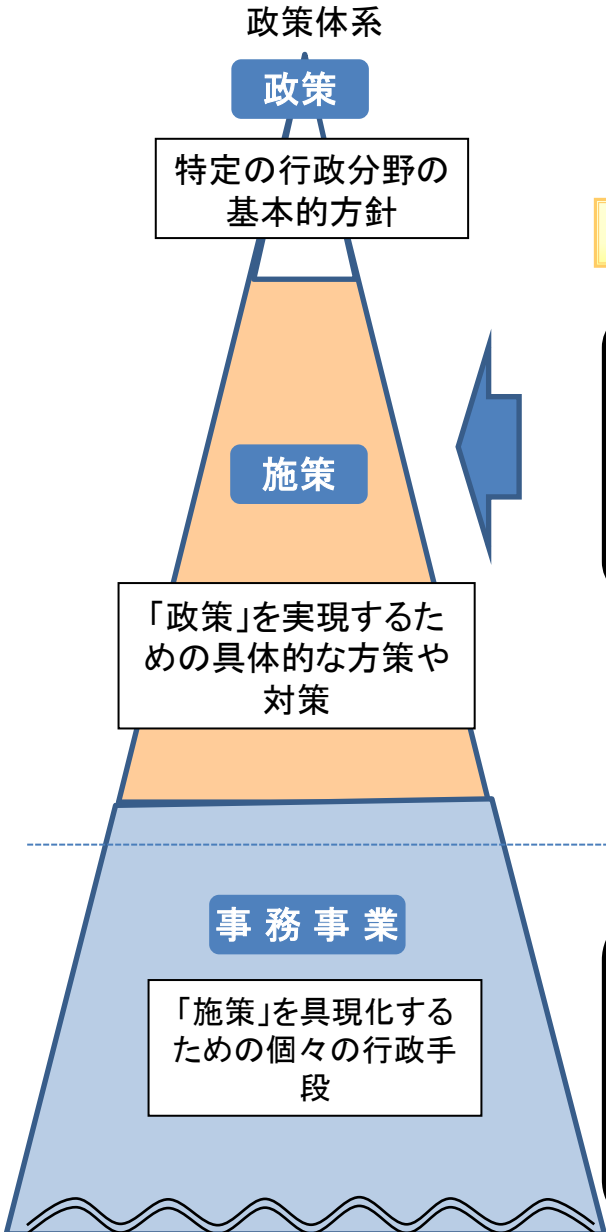 政策体系
政策
特定の行政分野の
基本的方針
施策
「政策」を実現するた
めの具体的な方策や
対策
事務事業
「施策」を具現化する
ための個々の行政手
段